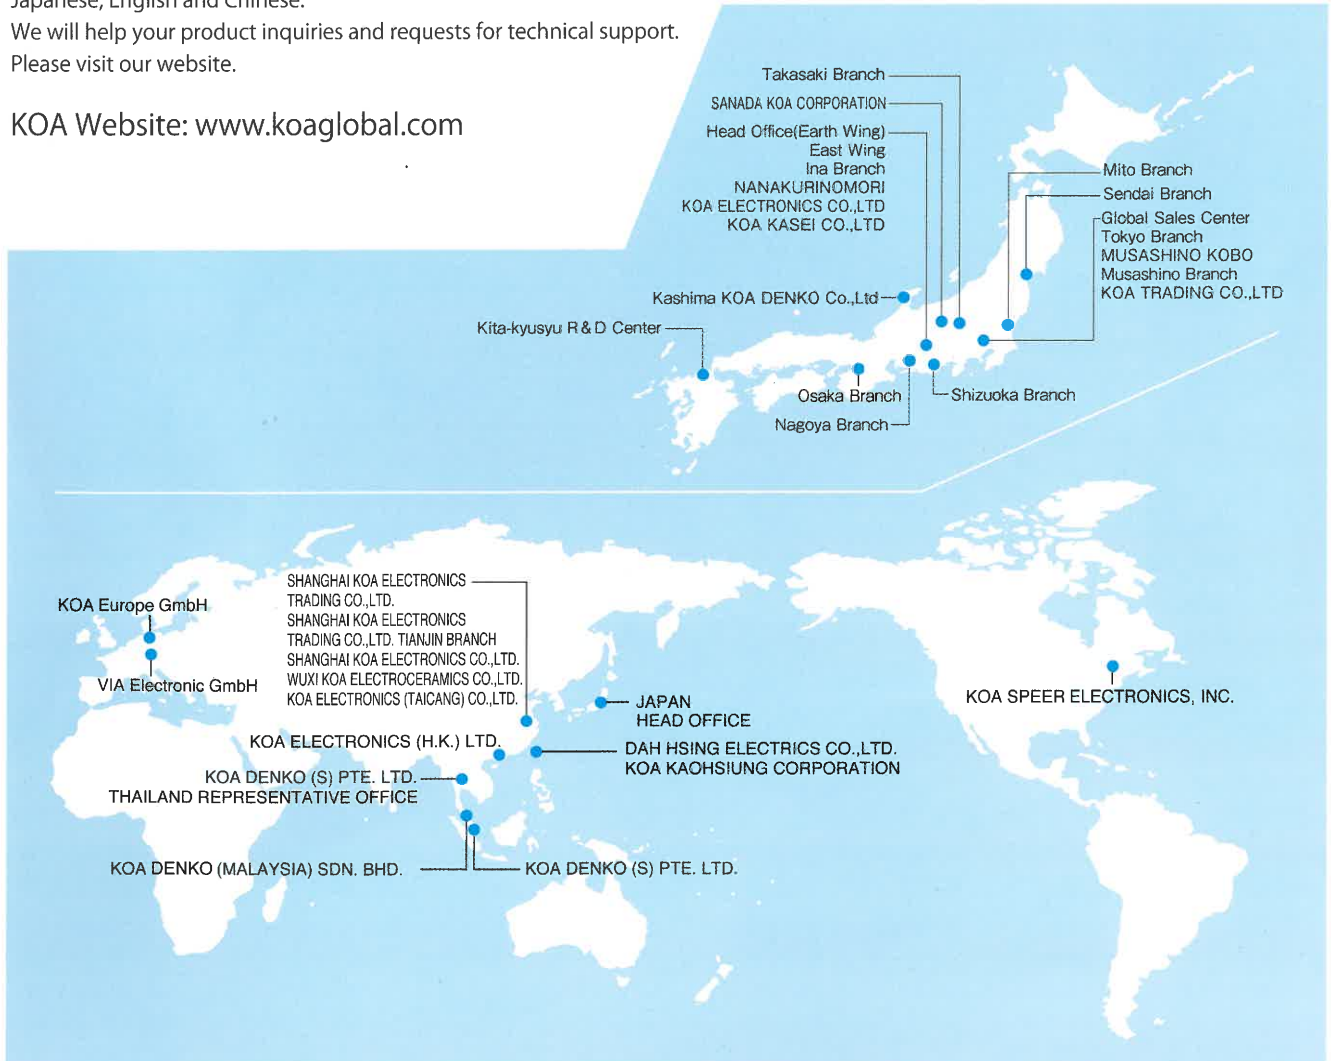 Japanese, English and Chinese.
We will help your product inquiries and requests for technical support.
Please visit our website.
KOA Website: www.koaglobal.com
Takasaki Branch
SANADA KOA CORPORATION
Head Office(Earth Wing)
East Wing
Ina Branch
NANAKURINOMORI
KOA ELECTRONICS CO.,LTD
KOA KASEI CO.,LTD
Mito Branch
Sendai Branch
Global Sales Center
Tokyo Branch
MUSASHINO KOBO
Musashino Branch
KOA TRADING CO.,LTD
Kashima KOA DENKO Co.,Ltd
Kita-kyusyu R & D Center
Osaka Branch
Shizuoka Branch
Nagoya Branch
KOA Europe GmbH
VIA Electronic GmbH
SHANGHAI KOA ELECTRONICS
TRADING CO.,LTD.
SHANGHAI KOA ELECTRONICS
TRADING CO.,LTD. TIANJIN BRANCH
SHANGHAI KOA ELECTRONICS CO.,LTD.
WUXI KOA ELECTROCERAMICS CO.,LTD.
KOA ELECTRONICS (TAICANG) CO.,LTD.
JAPAN
HEAD OFFICE
KOA SPEER ELECTRONICS, INC.
KOA ELECTRONICS (H.K.) LTD.
DAH HSING ELECTRICS CO.,LTD.
KOA KAOHSIUNG CORPORATION
KOA DENKO (S) PTE. LTD.
THAILAND REPRESENTATIVE OFFICE
KOA DENKO (MALAYSIA) SDN. BHD.
KOA DENKO (S) PTE. LTD.